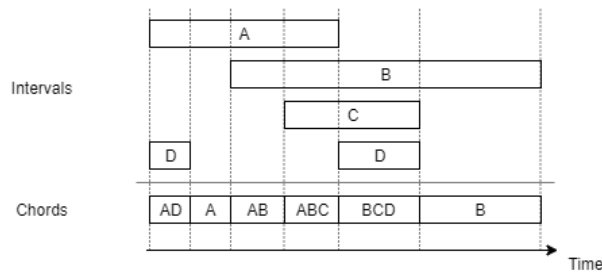 A
B
Intervals
C
D D
Chords AD A AB ABC BCD B
Time